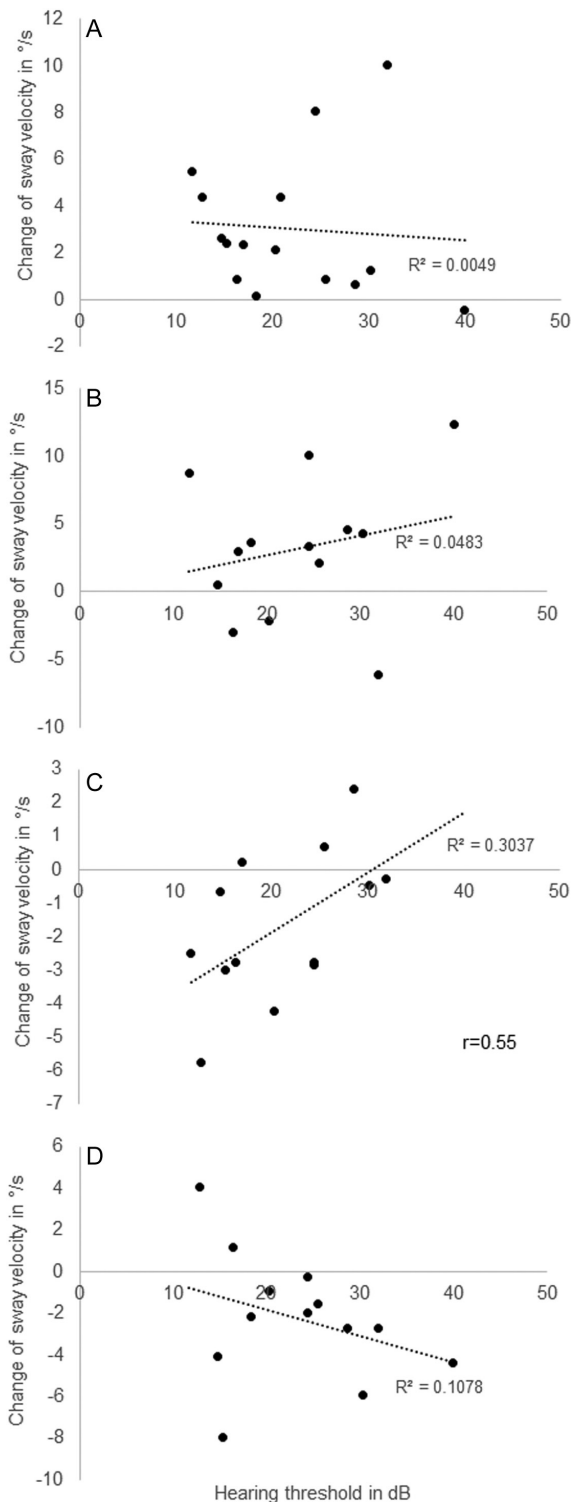 A
Change of sway velocity in °/s
12
10
8
6
4
2
0
-2
0 10 20 30 40 50
R² = 0.0049
B
Change of sway velocity in °/s
15
10
5
0
-5
-10
0 10 20 30 40 50
R² = 0.0483
C
Change of sway velocity in °/s
3
2
1
0
-1
-2
-3
-4
-5
-6
-7
0 10 20 30 40 50
R² = 0.3037
r=0.55
D
Change of sway velocity in °/s
6
4
2
0
-2
-4
-6
-8
-10
0 10 20 30 40 50
R² = 0.1078
Hearing threshold in dB